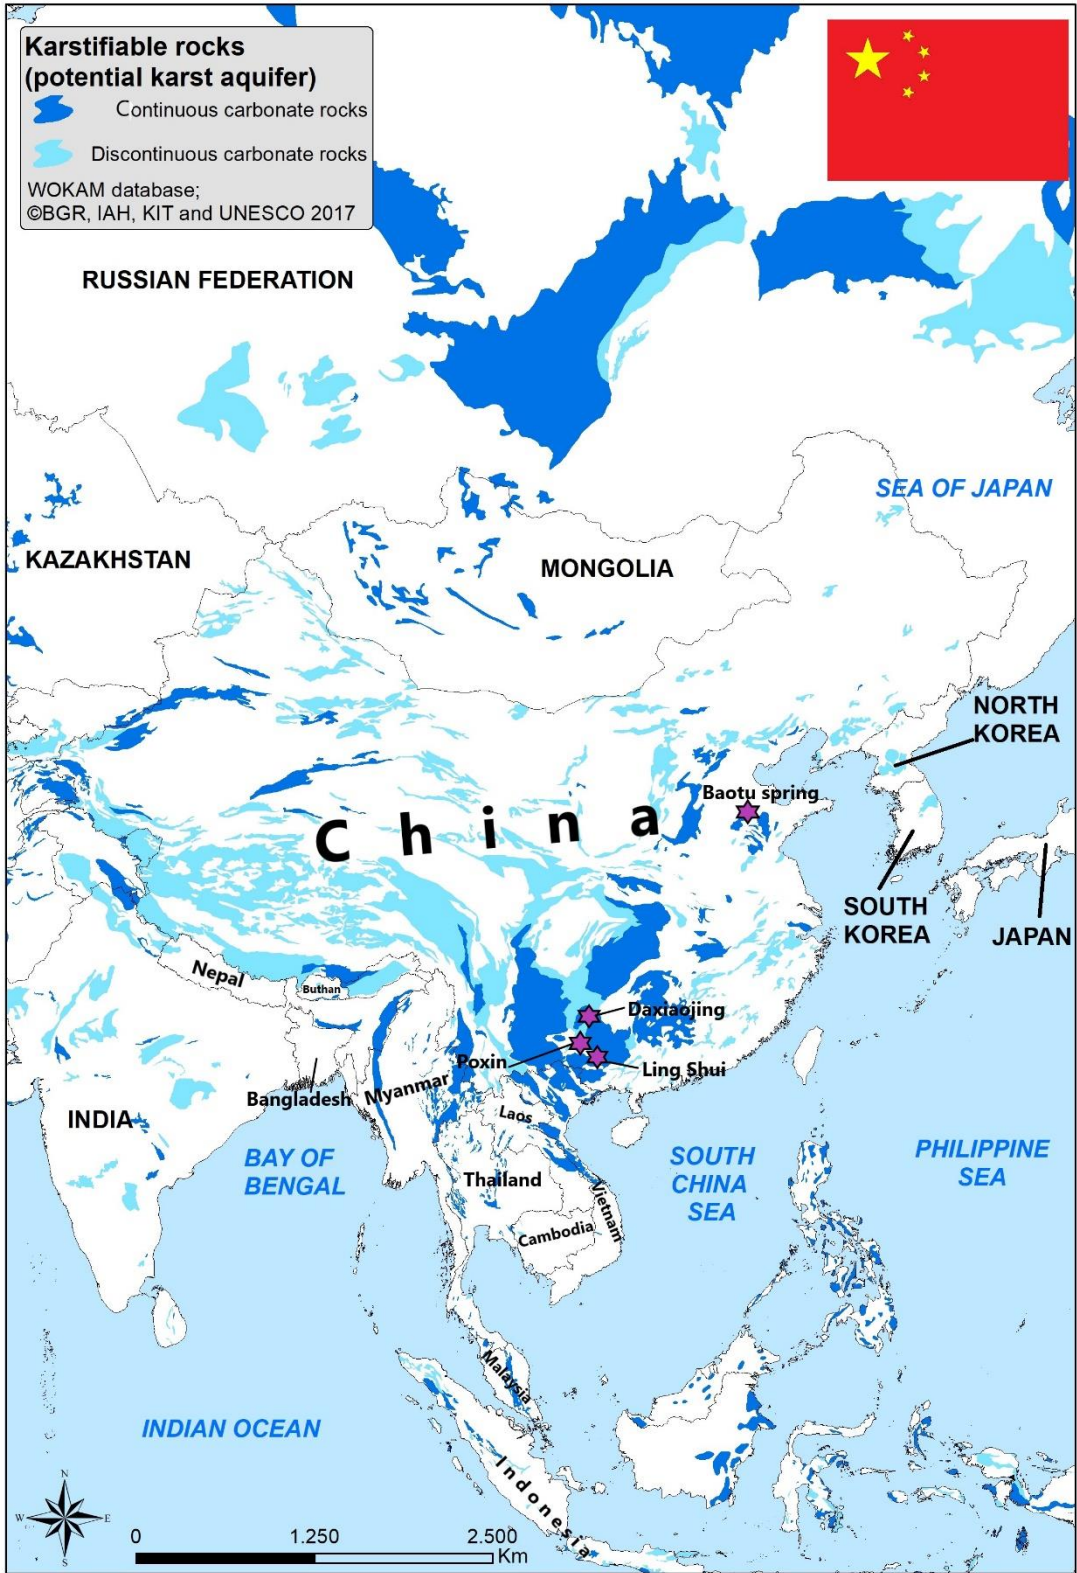 Karstifiable rocks
(potential karst aquifer)
Continuous carbonate rocks
Discontinuous carbonate rocks
WOKAM database;
©BGR, IAH, KIT and UNESCO 2017
RUSSIAN FEDERATION
SEA OF JAPAN
KAZAKHSTAN
MONGOLIA
NORTH
KOREA
Baotu spring
China
SOUTH
KOREA
JAPAN
Nepal
Buthan
Daxiaojing
Poxin
Ling Shui
Bangladesh
Myanmar
INDIA
Laos
BAY OF
BENGAL
Thailand
SOUTH
CHINA
SEA
PHILIPPINE
SEA
Vietnam
Cambodia
Malaysia
INDIAN OCEAN
Indonesia
N
W
E
S
0
1.250
2.500
Km